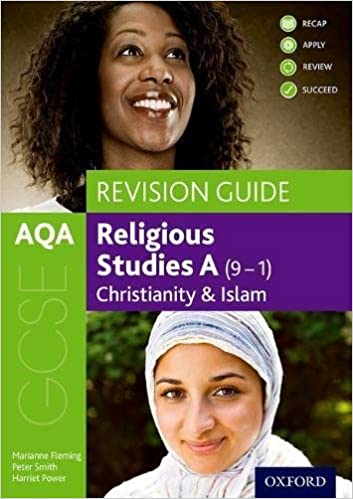 RECAP
APPLY
REVIEW
SUCCEED
REVISION GUIDE
AQA
GCSE
Religious
Studies A (9 – 1)
Christianity & Islam
Marianne Fleming
Peter Smith
Harriet Power
OXFORD